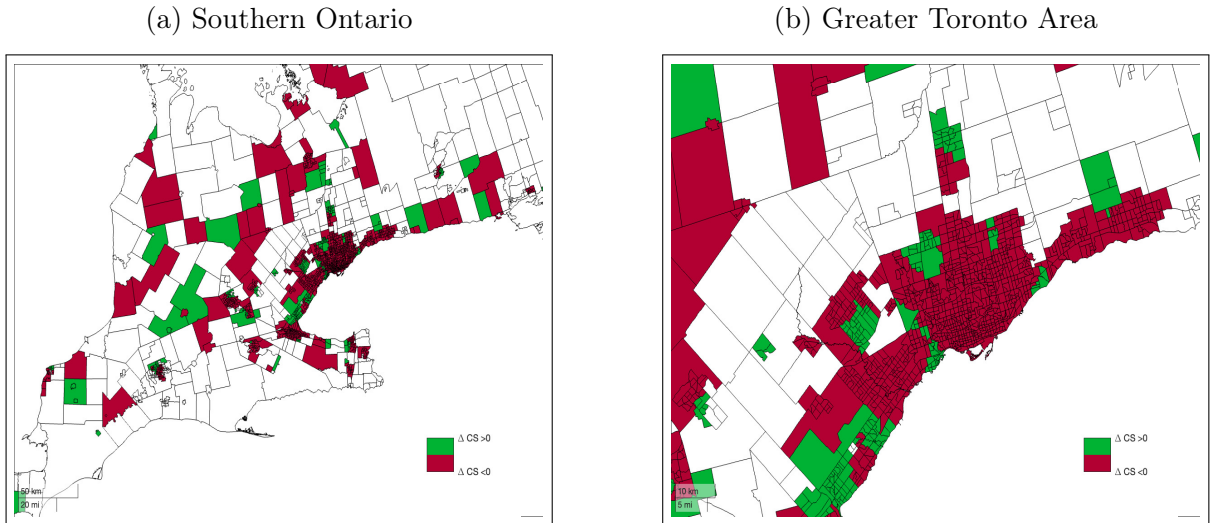 (a) Southern Ontario
(b) Greater Toronto Area
Δ CS >0
Δ CS <0
50 km
20 mi
Δ CS >0
Δ CS <0
10 km
5 mi